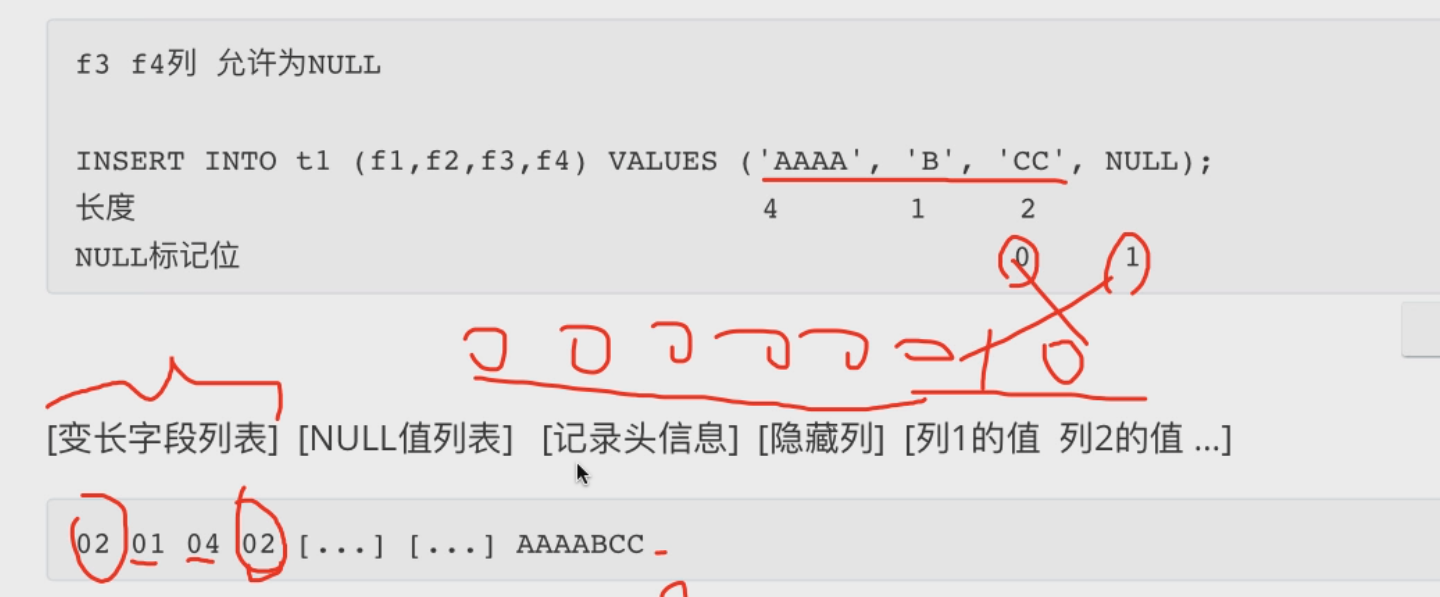 f3 f4列 允许为NULL
INSERT INTO t1 (f1,f2,f3,f4) VALUES ('AAAA', 'B', 'CC', NULL);
长度 4 1 2
NULL标记位 0 1
0 0 0 0 0 0 1 0
[变长字段列表] [NULL值列表] [记录头信息] [隐藏列] [列1的值 列2的值 ...]
02 01 04 02 [...] [...] AAAABCC